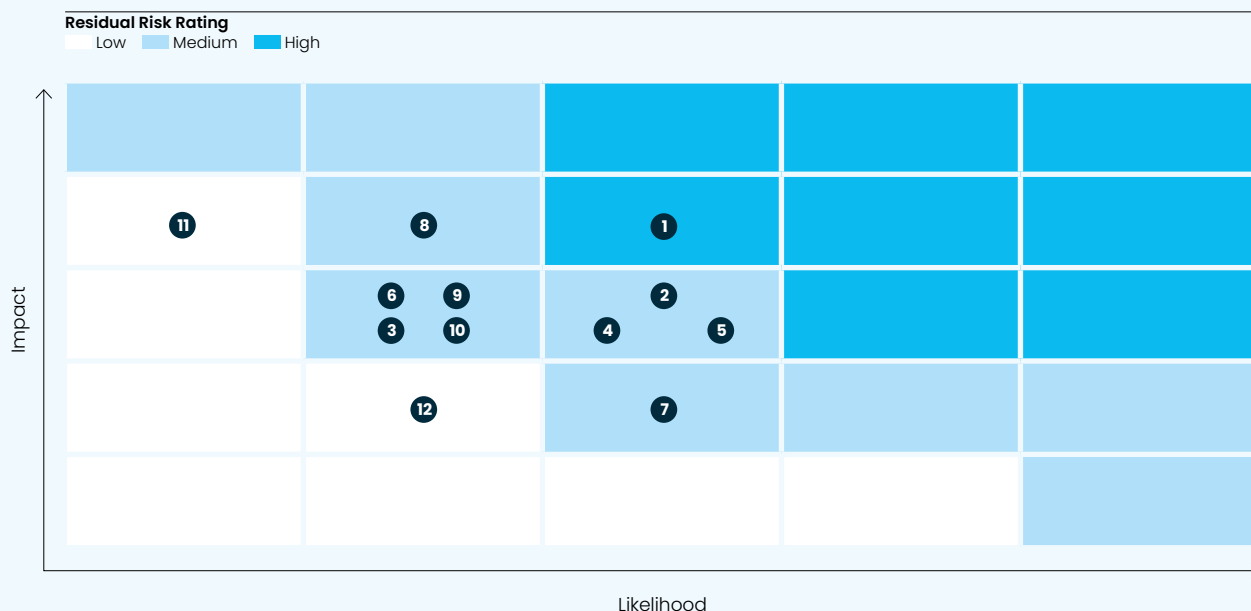 Residual Risk Rating
Low Medium High
11 8 1
6 9 2
3 10 4 5
12 7
Impact
Likelihood